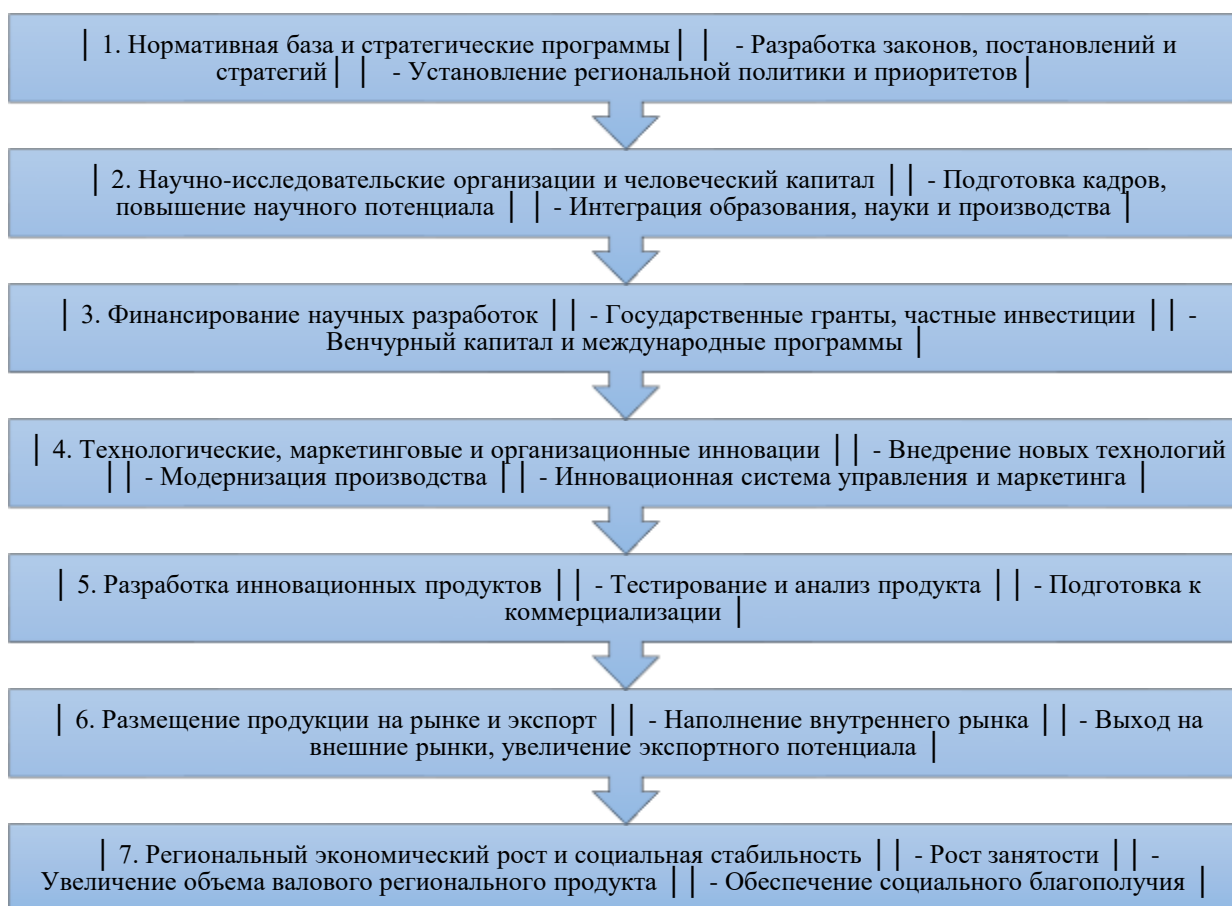 │ 1. Нормативная база и стратегические программы│ │ - Разработка законов, постановлений и
стратегий│ │ - Установление региональной политики и приоритетов│
│ 2. Научно-исследовательские организации и человеческий капитал │ │ - Подготовка кадров,
повышение научного потенциала │ │ - Интеграция образования, науки и производства │
│ 3. Финансирование научных разработок │ │ - Государственные гранты, частные инвестиции │ │ -
Венчурный капитал и международные программы │
│ 4. Технологические, маркетинговые и организационные инновации │ │ - Внедрение новых технологий
│ │ - Модернизация производства │ │ - Инновационная система управления и маркетинга │
│ 5. Разработка инновационных продуктов │ │ - Тестирование и анализ продукта │ │ - Подготовка к
коммерциализации │
│ 6. Размещение продукции на рынке и экспорт │ │ - Наполнение внутреннего рынка │ │ - Выход на
внешние рынки, увеличение экспортного потенциала │
│ 7. Региональный экономический рост и социальная стабильность │ │ - Рост занятости │ │ -
Увеличение объема валового регионального продукта │ │ - Обеспечение социального благополучия │